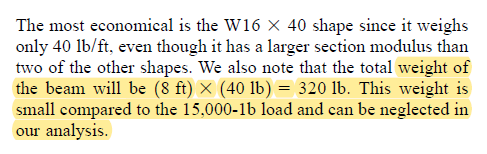 The most economical is the W16 × 40 shape since it weighs
only 40 lb/ft, even though it has a larger section modulus than
two of the other shapes. We also note that the total weight of
the beam will be (8 ft) × (40 lb) = 320 lb. This weight is
small compared to the 15,000-1b load and can be neglected in
our analysis.